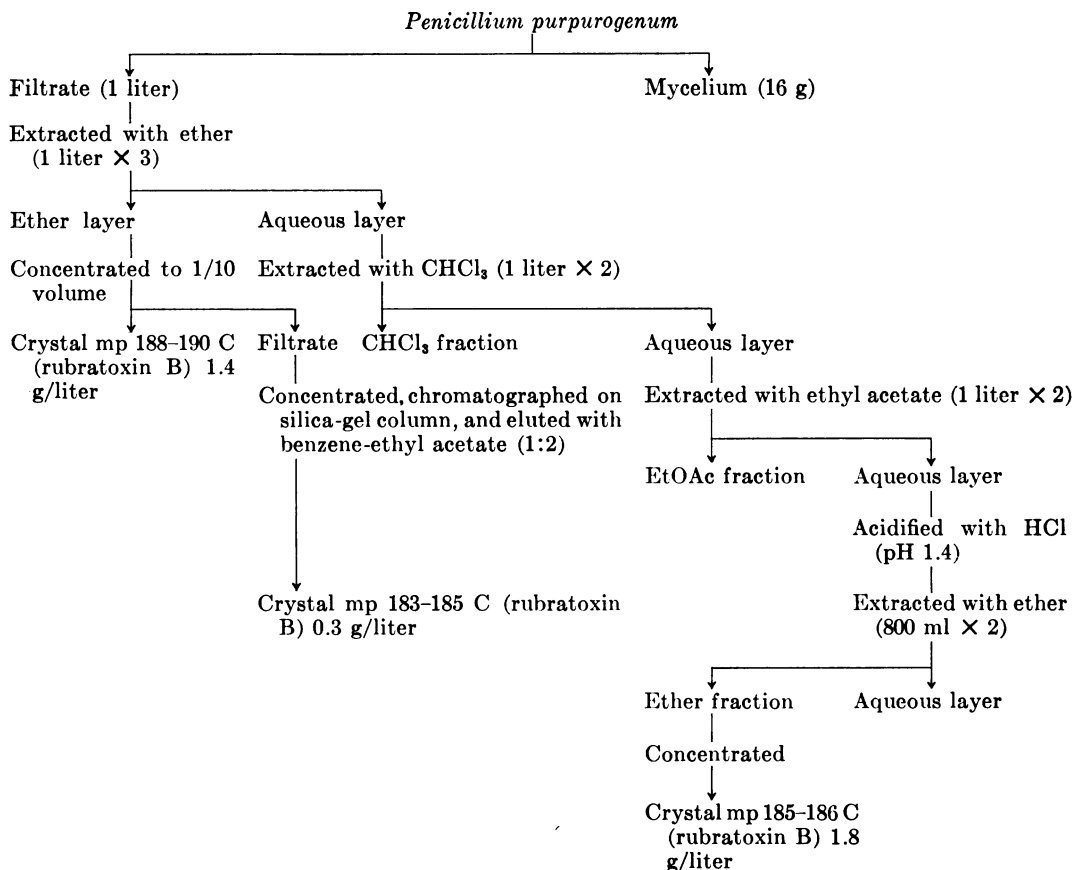 Penicillium purpurogenum
Filtrate (1 liter)
Mycelium (16 g)
Extracted with ether
(1 liter × 3)
Ether layer
Aqueous layer
Concentrated to 1/10
volume
Extracted with CHCl₃ (1 liter × 2)
Crystal mp 188–190 C
(rubratoxin B) 1.4
g/liter
Filtrate
CHCl₃ fraction
Aqueous layer
Concentrated, chromatographed on
silica-gel column, and eluted with
benzene-ethyl acetate (1:2)
Extracted with ethyl acetate (1 liter × 2)
EtOAc fraction
Aqueous layer
Acidified with HCl
(pH 1.4)
Crystal mp 183–185 C (rubratoxin
B) 0.3 g/liter
Extracted with ether
(800 ml × 2)
Ether fraction
Aqueous layer
Concentrated
Crystal mp 185–186 C
(rubratoxin B) 1.8
g/liter